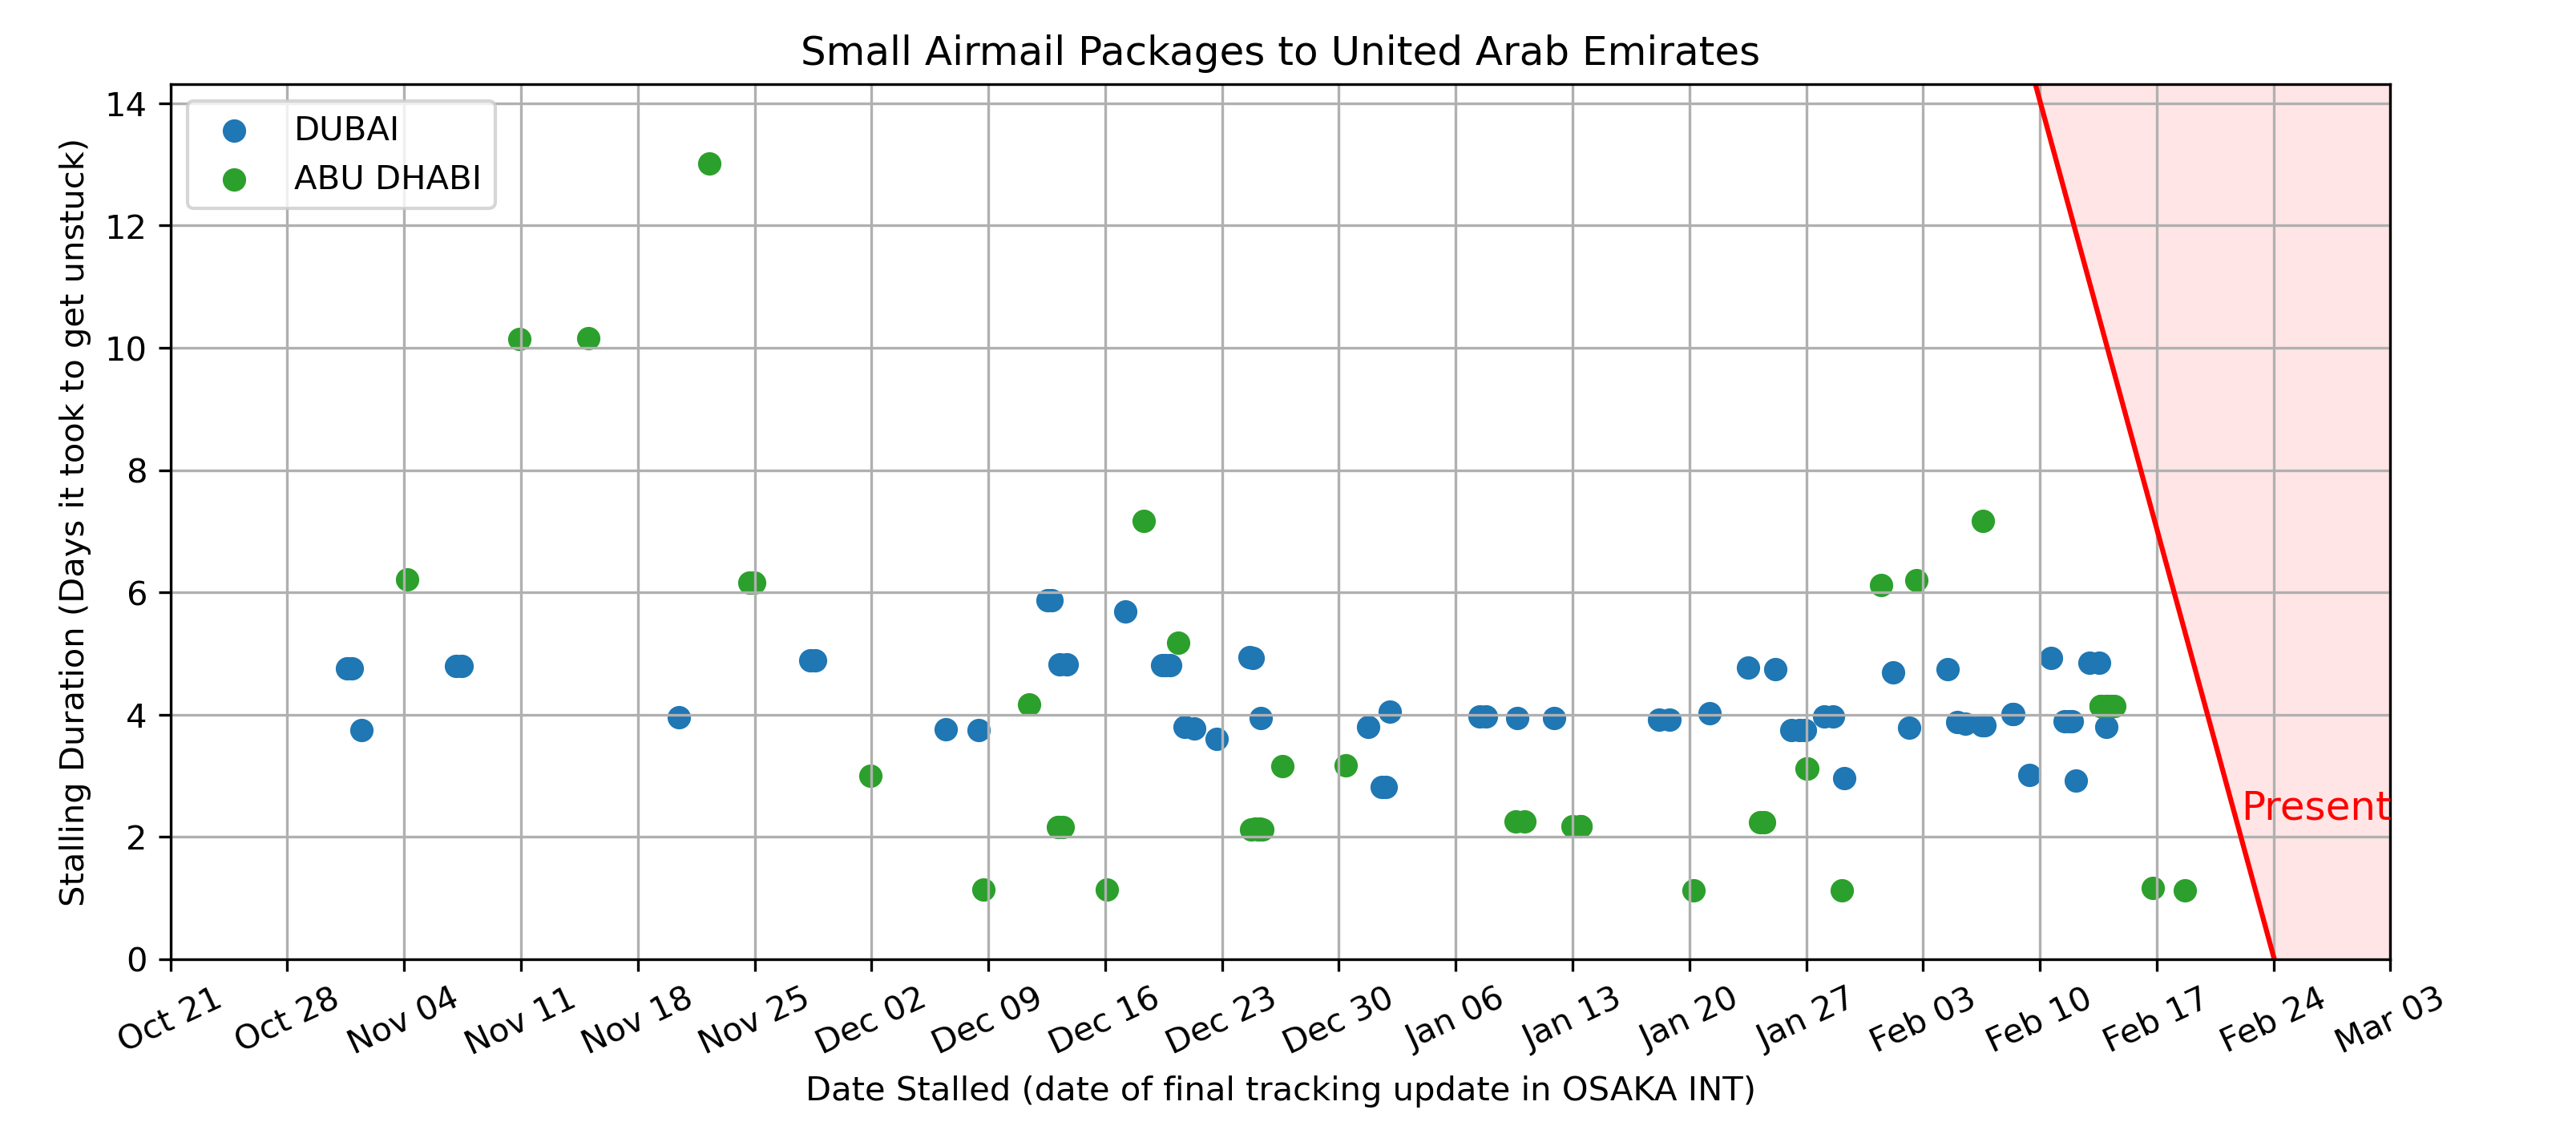 Small Airmail Packages to United Arab Emirates
DUBAI
ABU DHABI
Stalling Duration (Days it took to get unstuck)
14
12
10
8
6
4
2
0
Present
Oct 21
Oct 28
Nov 04
Nov 11
Nov 18
Nov 25
Dec 02
Dec 09
Dec 16
Dec 23
Dec 30
Jan 06
Jan 13
Jan 20
Jan 27
Feb 03
Feb 10
Feb 17
Feb 24
Mar 03
Date Stalled (date of final tracking update in OSAKA INT)